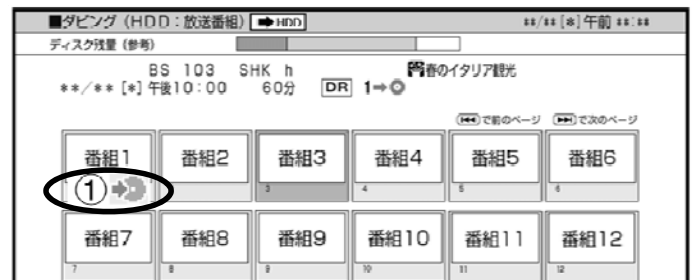 ■ダビング(HDD:放送番組) ➡HDD **/** [*] 午前 **:**
ディスク残量(参考)
BS 103 SHK h 春のイタリア観光
**/** [*] 午後10:00 60分 DR 1→
(⏮)で前のページ (⏭)で次のページ
番組1 番組2 番組3 番組4 番組5 番組6
① 3 4 5 6
番組7 番組8 番組9 番組10 番組11 番組12
7 8 9 10 11 12